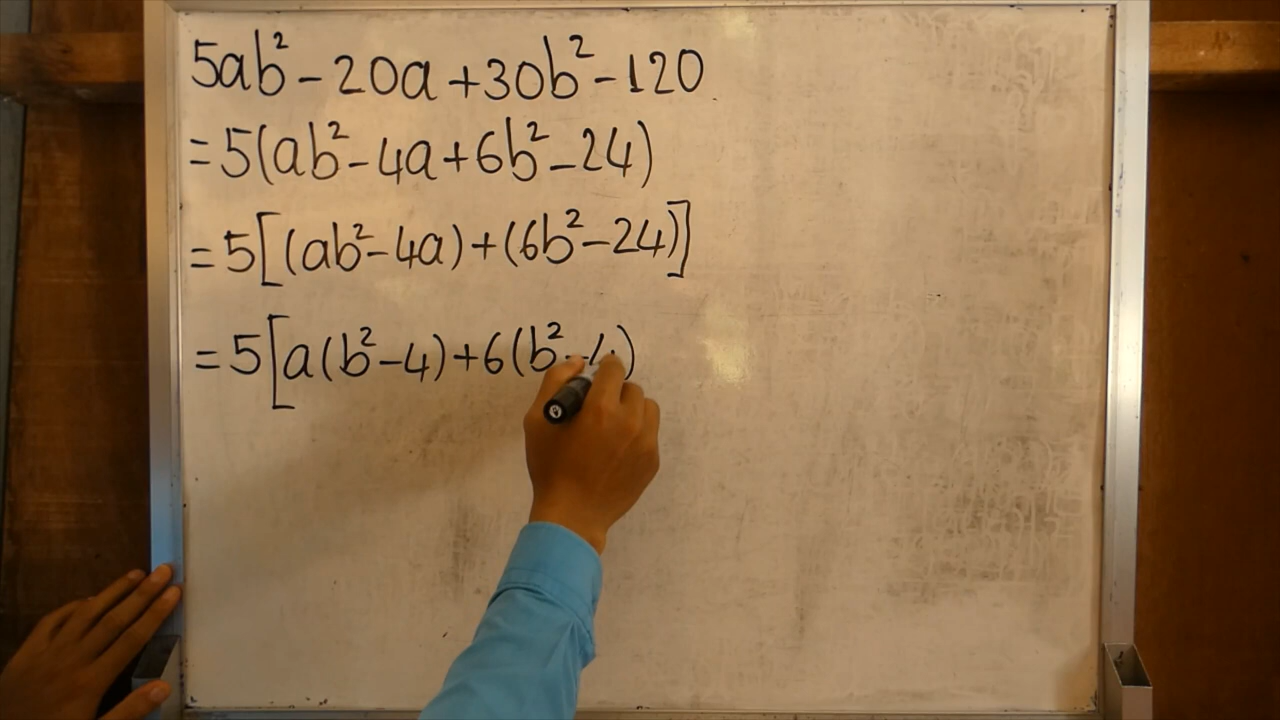 5ab² - 20a + 30b² - 120
= 5(ab² - 4a + 6b² - 24)
= 5[(ab² - 4a) + (6b² - 24)]
= 5[a(b² - 4) + 6(b² - 4)